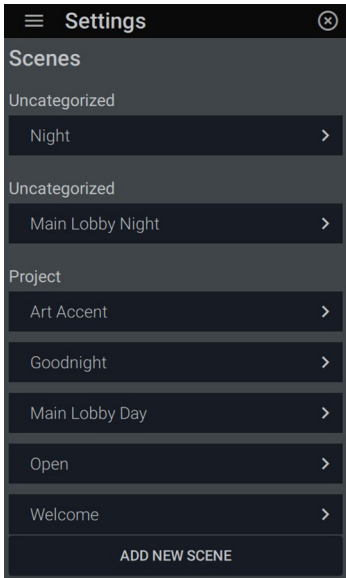 Settings
Scenes
Uncategorized
Night
Uncategorized
Main Lobby Night
Project
Art Accent
Goodnight
Main Lobby Day
Open
Welcome
ADD NEW SCENE